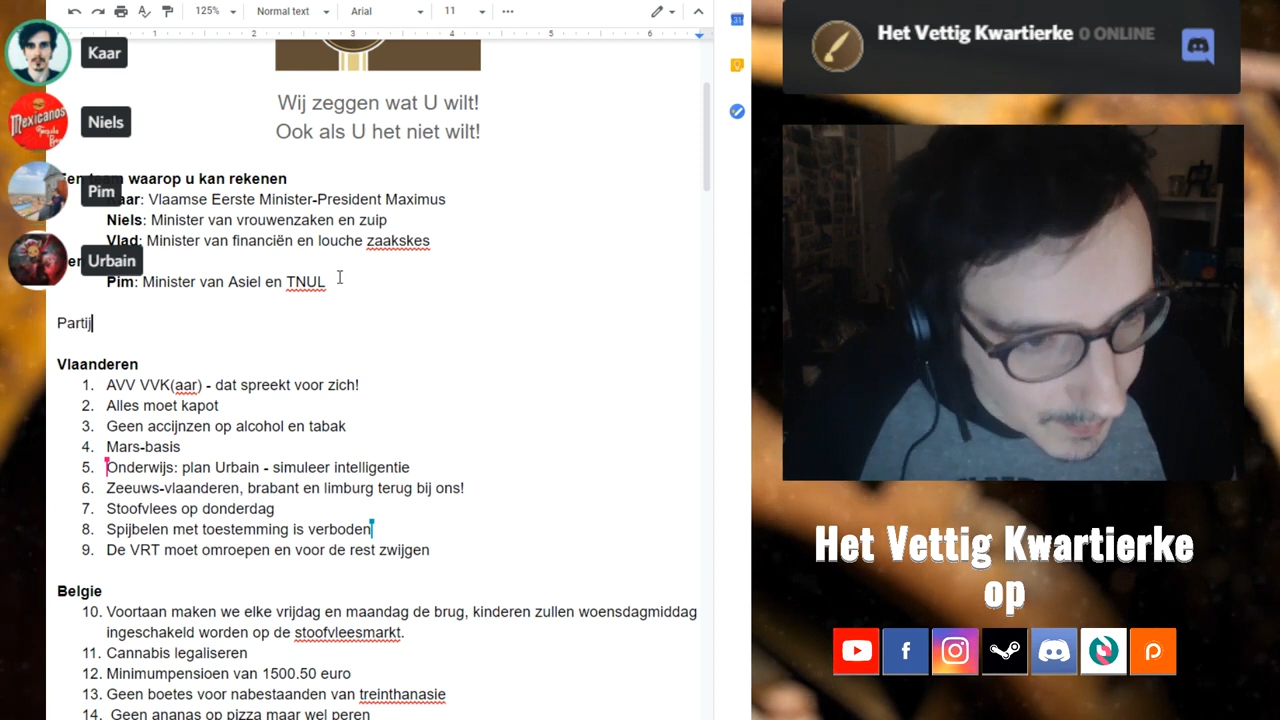 125%
Normal text
Arial
11
1
2
3
4
5
6
Kaar
Niels
Pim
Urbain
Wij zeggen wat U wilt!
Ook als U het niet wilt!
team waarop u kan rekenen
: Vlaamse Eerste Minister-President Maximus
Niels: Minister van vrouwenzaken en zuip
Vlad: Minister van financiën en louche zaakskes
Pim: Minister van Asiel en TNUL
Partij
Vlaanderen
1. AVV VVK(aar) - dat spreekt voor zich!
2. Alles moet kapot
3. Geen accijnzen op alcohol en tabak
4. Mars-basis
5. Onderwijs: plan Urbain - simuleer intelligentie
6. Zeeuws-vlaanderen, brabant en limburg terug bij ons!
7. Stoofvlees op donderdag
8. Spijbelen met toestemming is verboden
9. De VRT moet omroepen en voor de rest zwijgen
Belgie
10. Voortaan maken we elke vrijdag en maandag de brug, kinderen zullen woensdagmiddag
ingeschakeld worden op de stoofvleesmarkt.
11. Cannabis legaliseren
12. Minimumpensioen van 1500.50 euro
13. Geen boetes voor nabestaanden van treinthanasie
14. Geen ananas op pizza maar wel peren
Het Vettig Kwartierke 0 ONLINE
Het Vettig Kwartierke
op